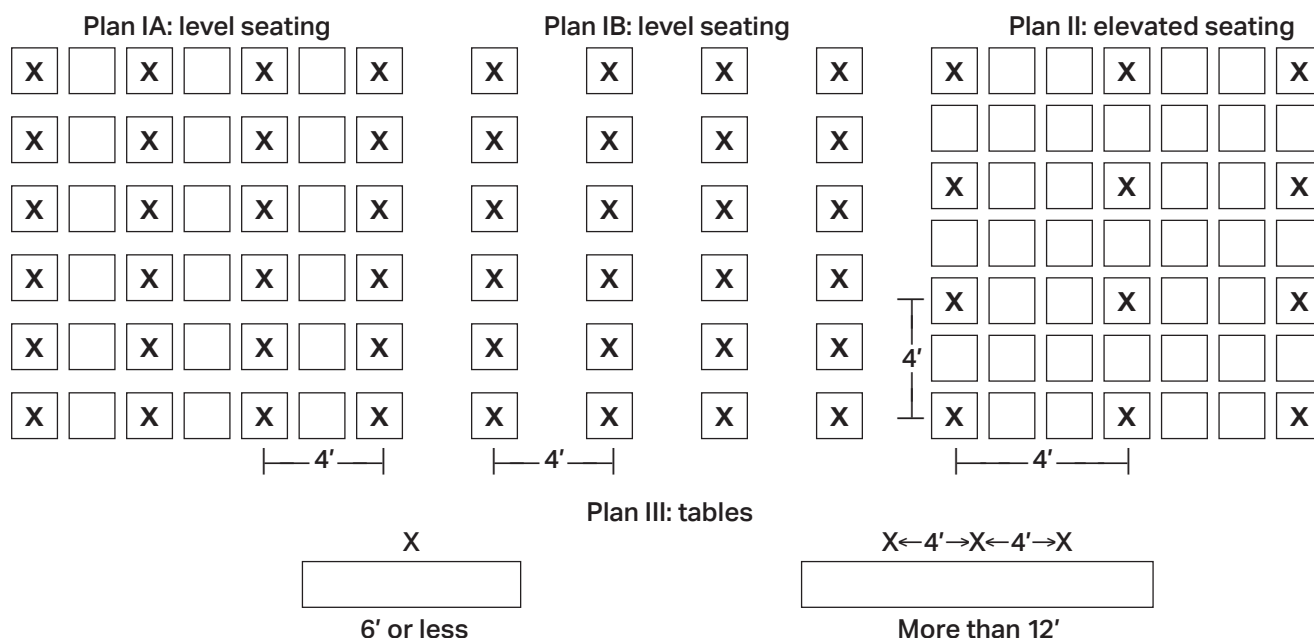 Plan IA: level seating
Plan IB: level seating
Plan II: elevated seating
X X X X X X X X X X X
X X X X X X X X
X X X X X X X X X X X
X X X X X X X X
X X X X X X X X X X X
4'
X X X X X X X X
X X X X X X X X X X X
4' 4' 4'
Plan III: tables
X
X←4'→X←4'→X
6' or less
More than 12'